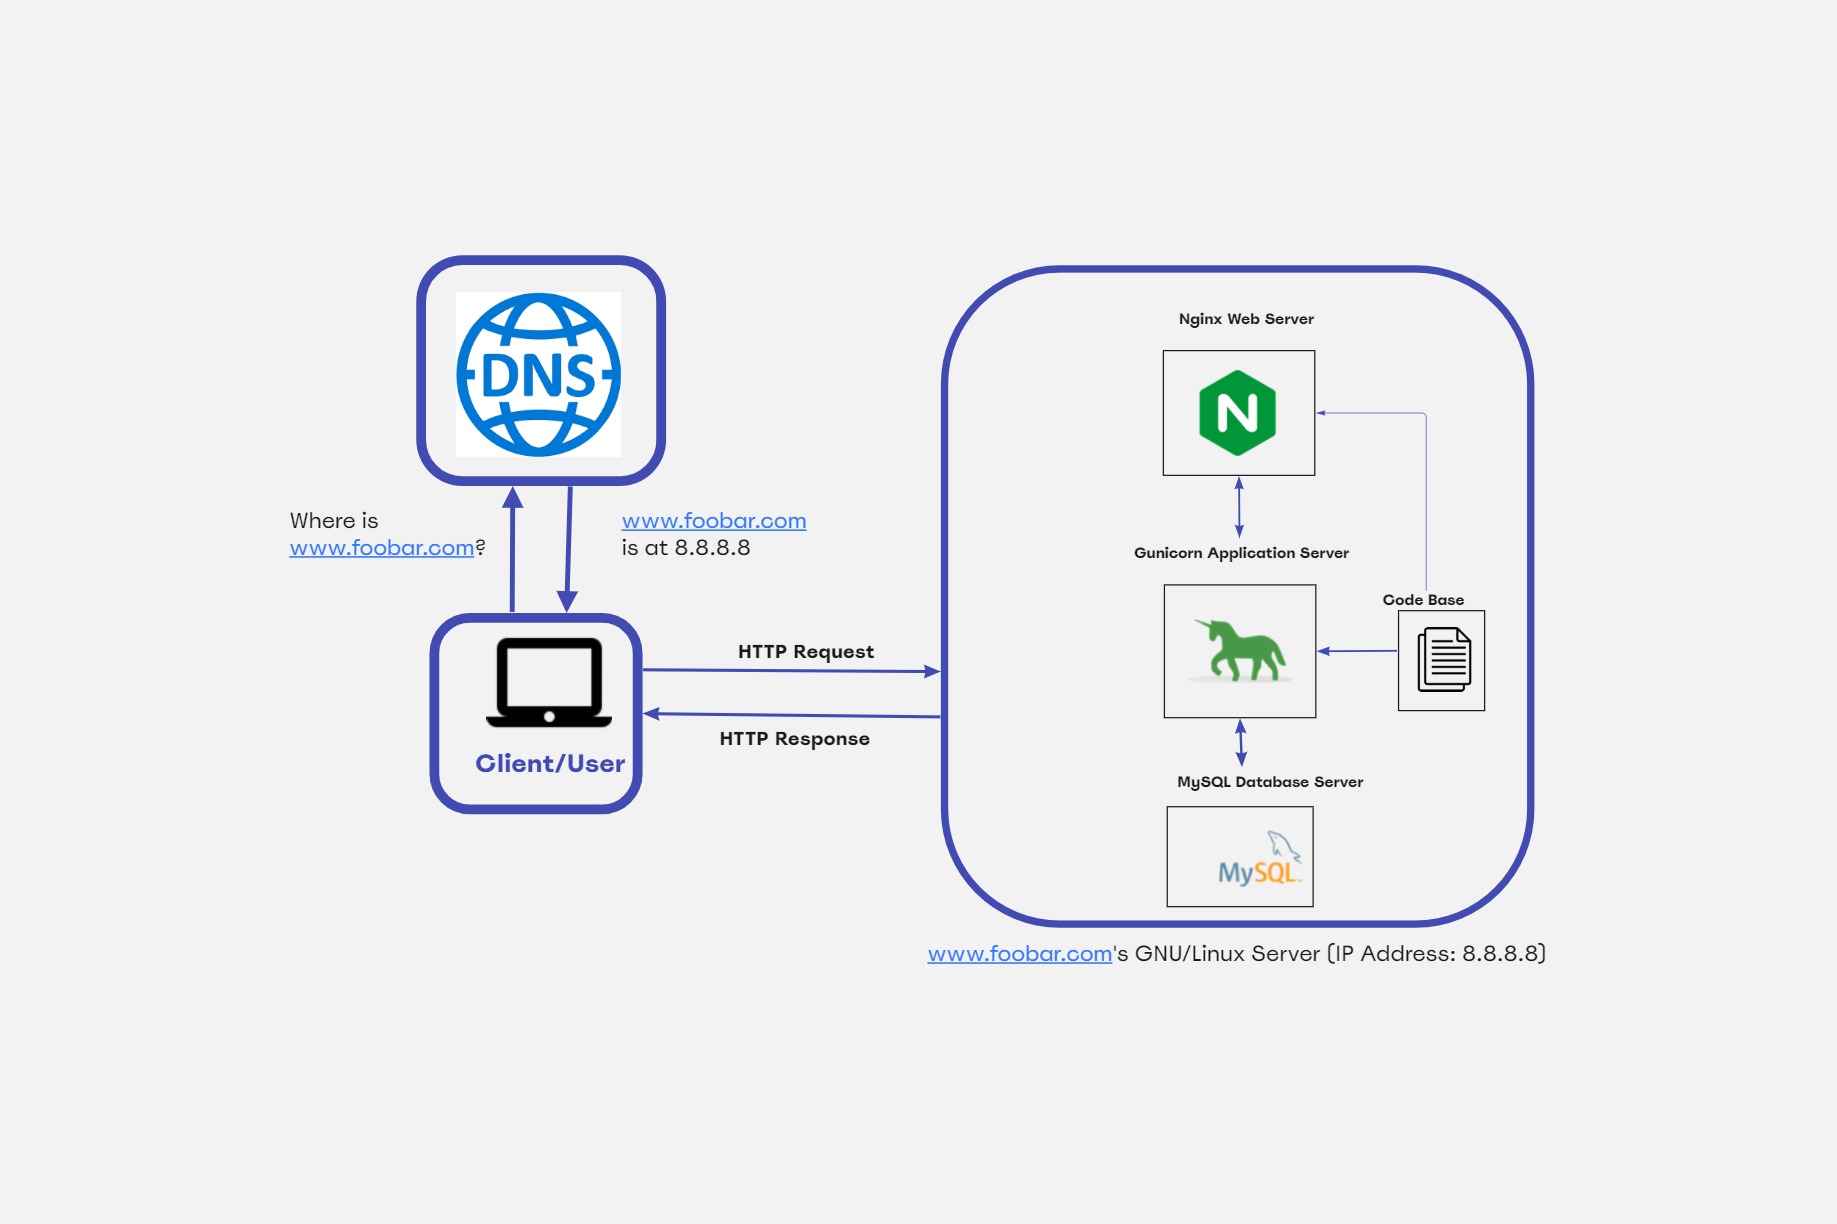 DNS
Where is
www.foobar.com?
www.foobar.com
is at 8.8.8.8
Client/User
HTTP Request
HTTP Response
Nginx Web Server
N
Gunicorn Application Server
Code Base
MySQL Database Server
MySQL
www.foobar.com's GNU/Linux Server (IP Address: 8.8.8.8)